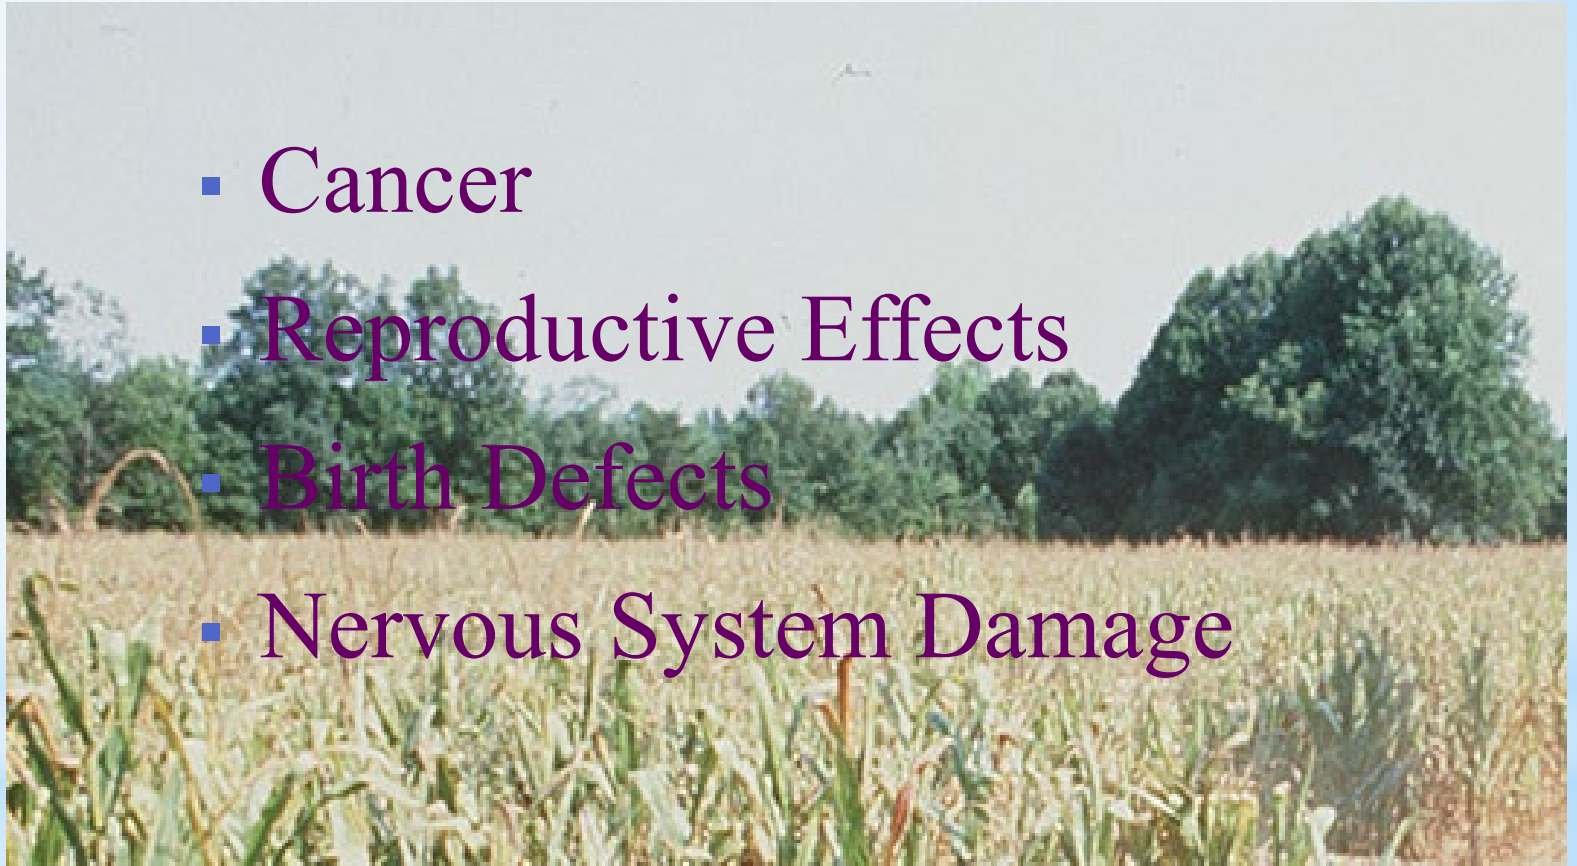 Cancer
Reproductive Effects
Birth Defects
Nervous System Damage